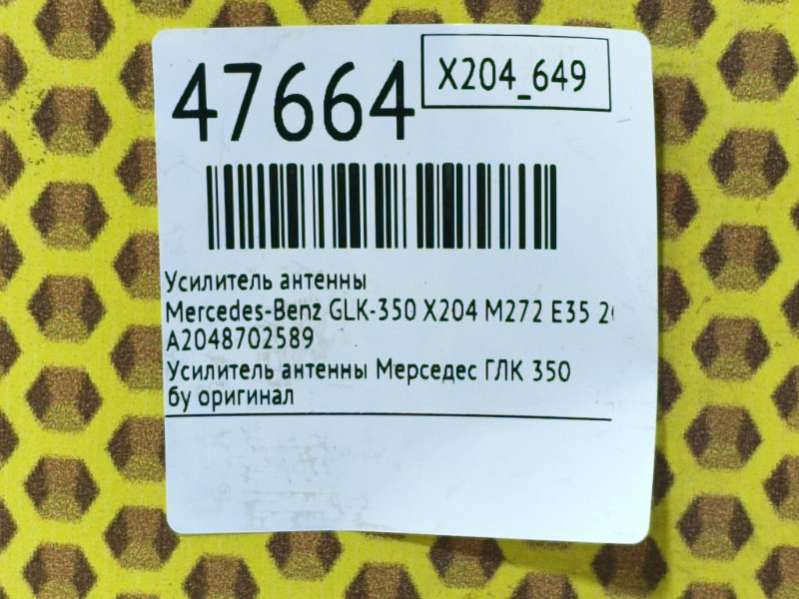 47664
X204_649
Усилитель антенны
Mercedes-Benz GLK-350 X204 M272 E35
A2048702589
Усилитель антенны Мерседес ГЛК 350
бу оригинал